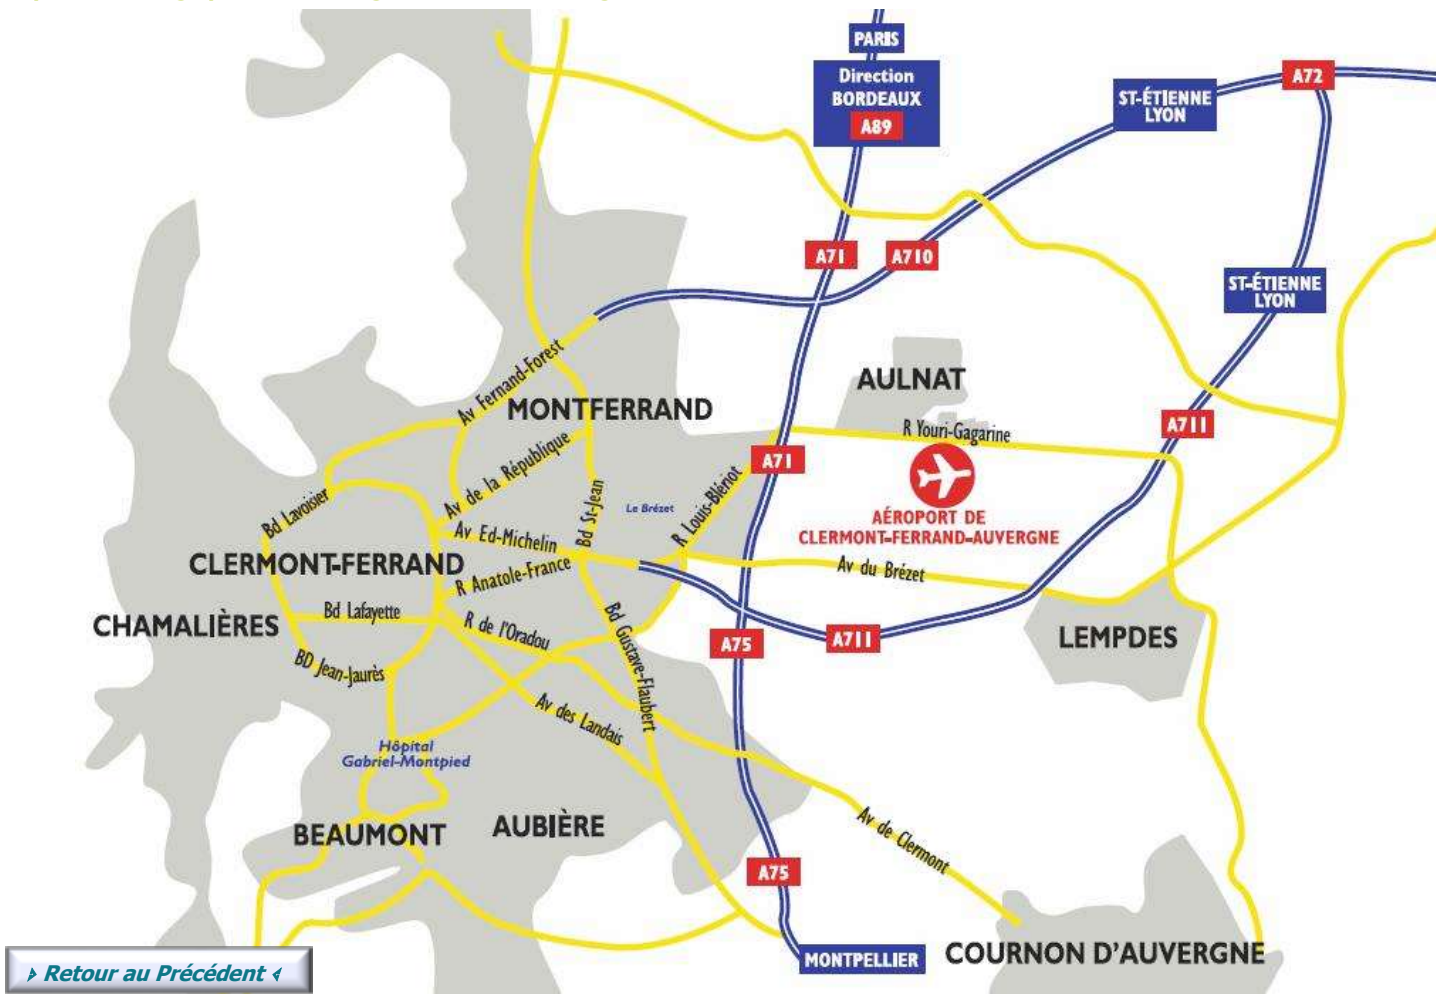 PARIS
Direction
BORDEAUX
A89
A72
ST-ÉTIENNE
LYON
A71
A710
ST-ÉTIENNE
LYON
Av Fernand-Forest
AULNAT
MONTFERRAND
A711
R Youri-Gagarine
Av de la République
A71
Bd Lavoisier
Bd St-Jean
Le Brézet
R Louis-Blériot
AÉROPORT DE
CLERMONT-FERRAND-AUVERGNE
Av Ed-Michelin
CLERMONT-FERRAND
R Anatole-France
Av du Brézet
Bd Lafayette
CHAMALIÈRES
R de l'Oradou
Bd Gustave-Flaubert
A75
A711
LEMPDES
BD Jean-Jaurès
Av des Landais
Hôpital
Gabriel-Montpied
BEAUMONT
AUBIÈRE
Av de Clermont
A75
COURNON D'AUVERGNE
MONTPELLIER
Retour au Précédent